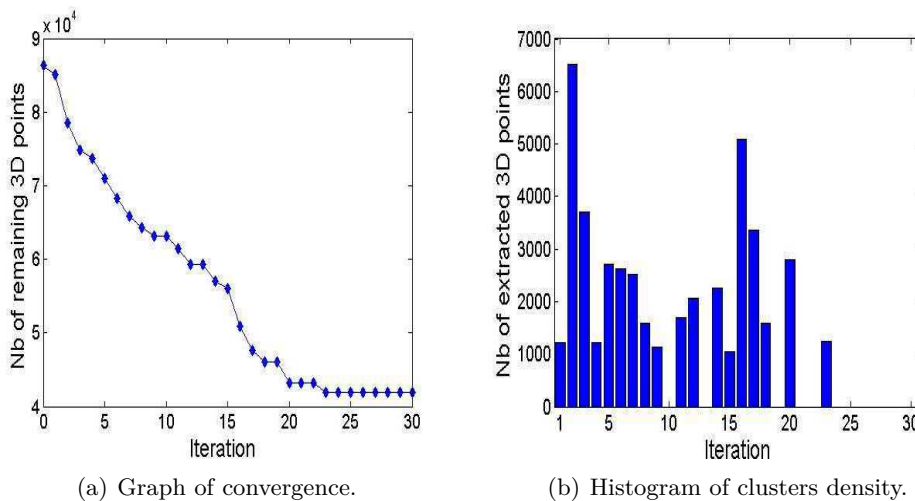 x 10⁴
9
8
7
6
5
4
0 5 10 15 20 25 30
Nb of remaining 3D points
Iteration
(a) Graph of convergence.
7000
6000
5000
4000
3000
2000
1000
0
1 5 10 15 20 25 30
Nb of extracted 3D points
Iteration
(b) Histogram of clusters density.